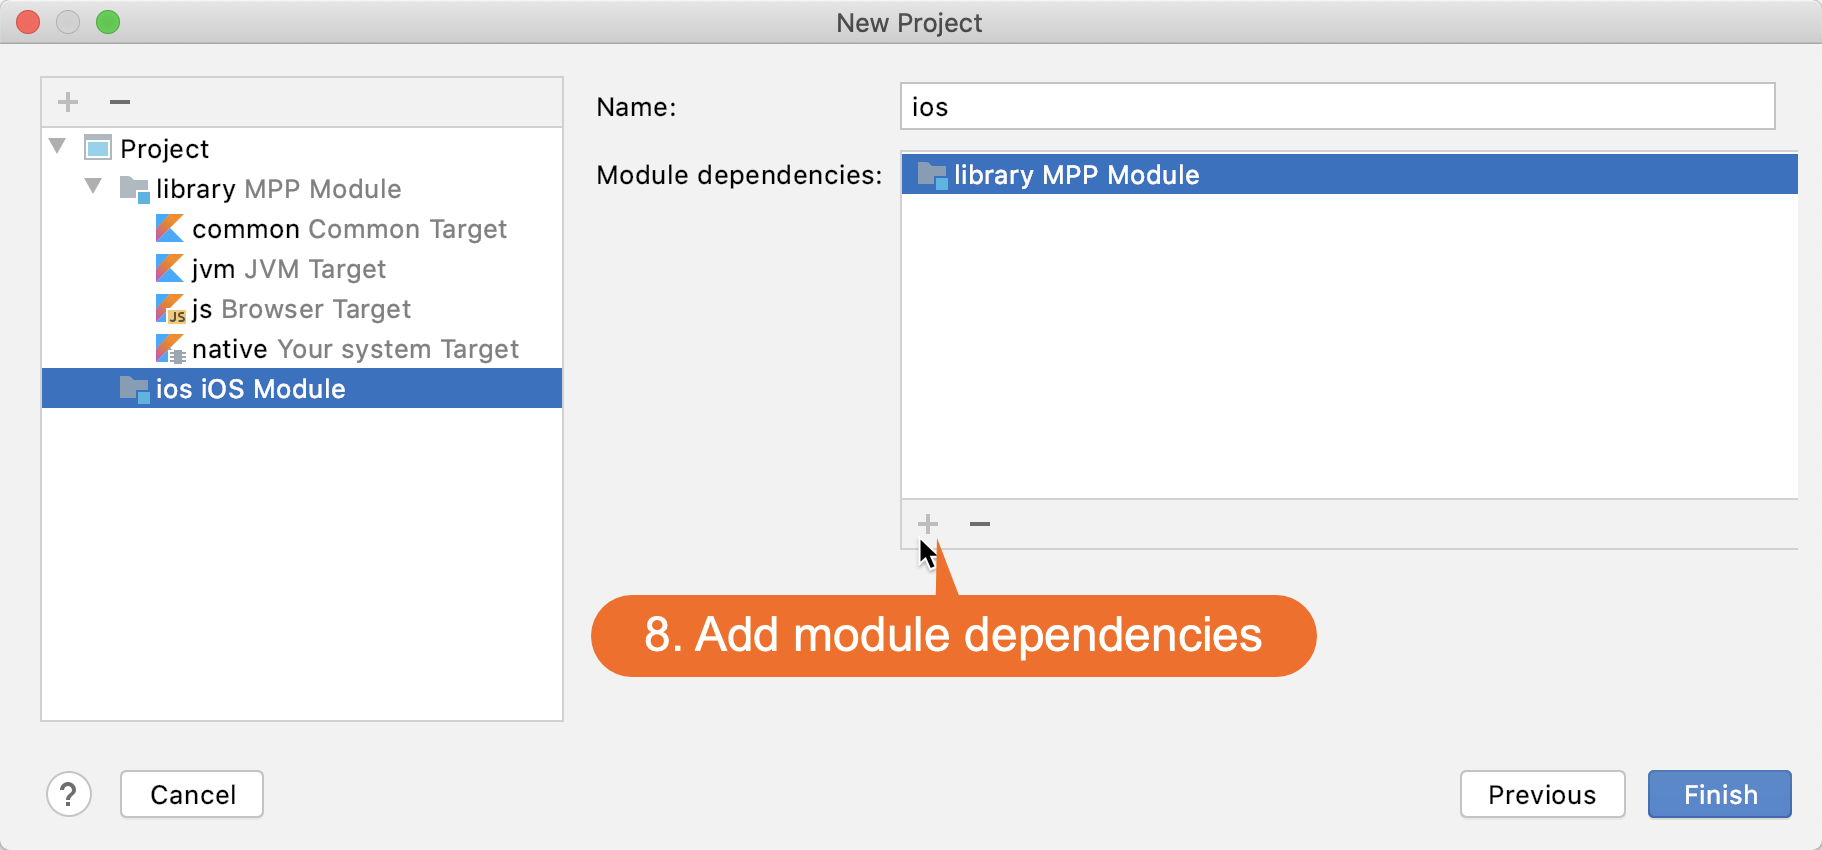 New Project
Project
library MPP Module
common Common Target
jvm JVM Target
JS js Browser Target
native Your system Target
ios iOS Module
Name: ios
Module dependencies: library MPP Module
8. Add module dependencies
? Cancel Previous Finish